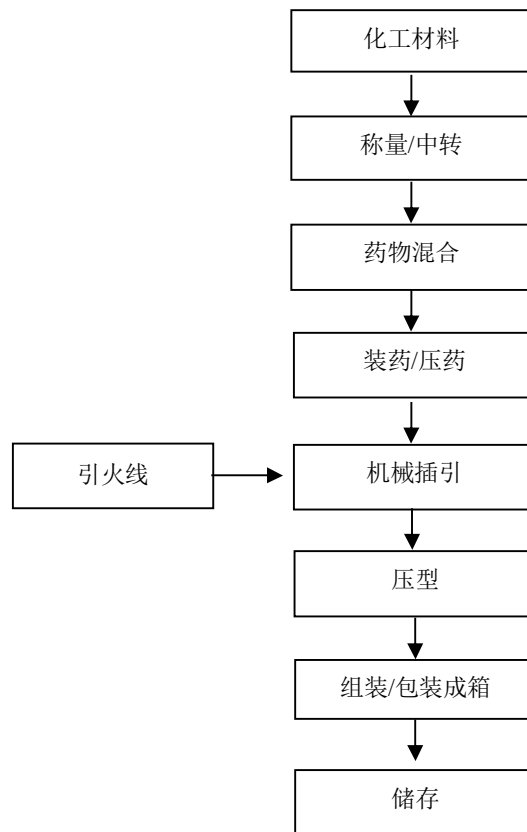 化工材料
称量/中转
药物混合
装药/压药
引火线
机械插引
压型
组装/包装成箱
储存